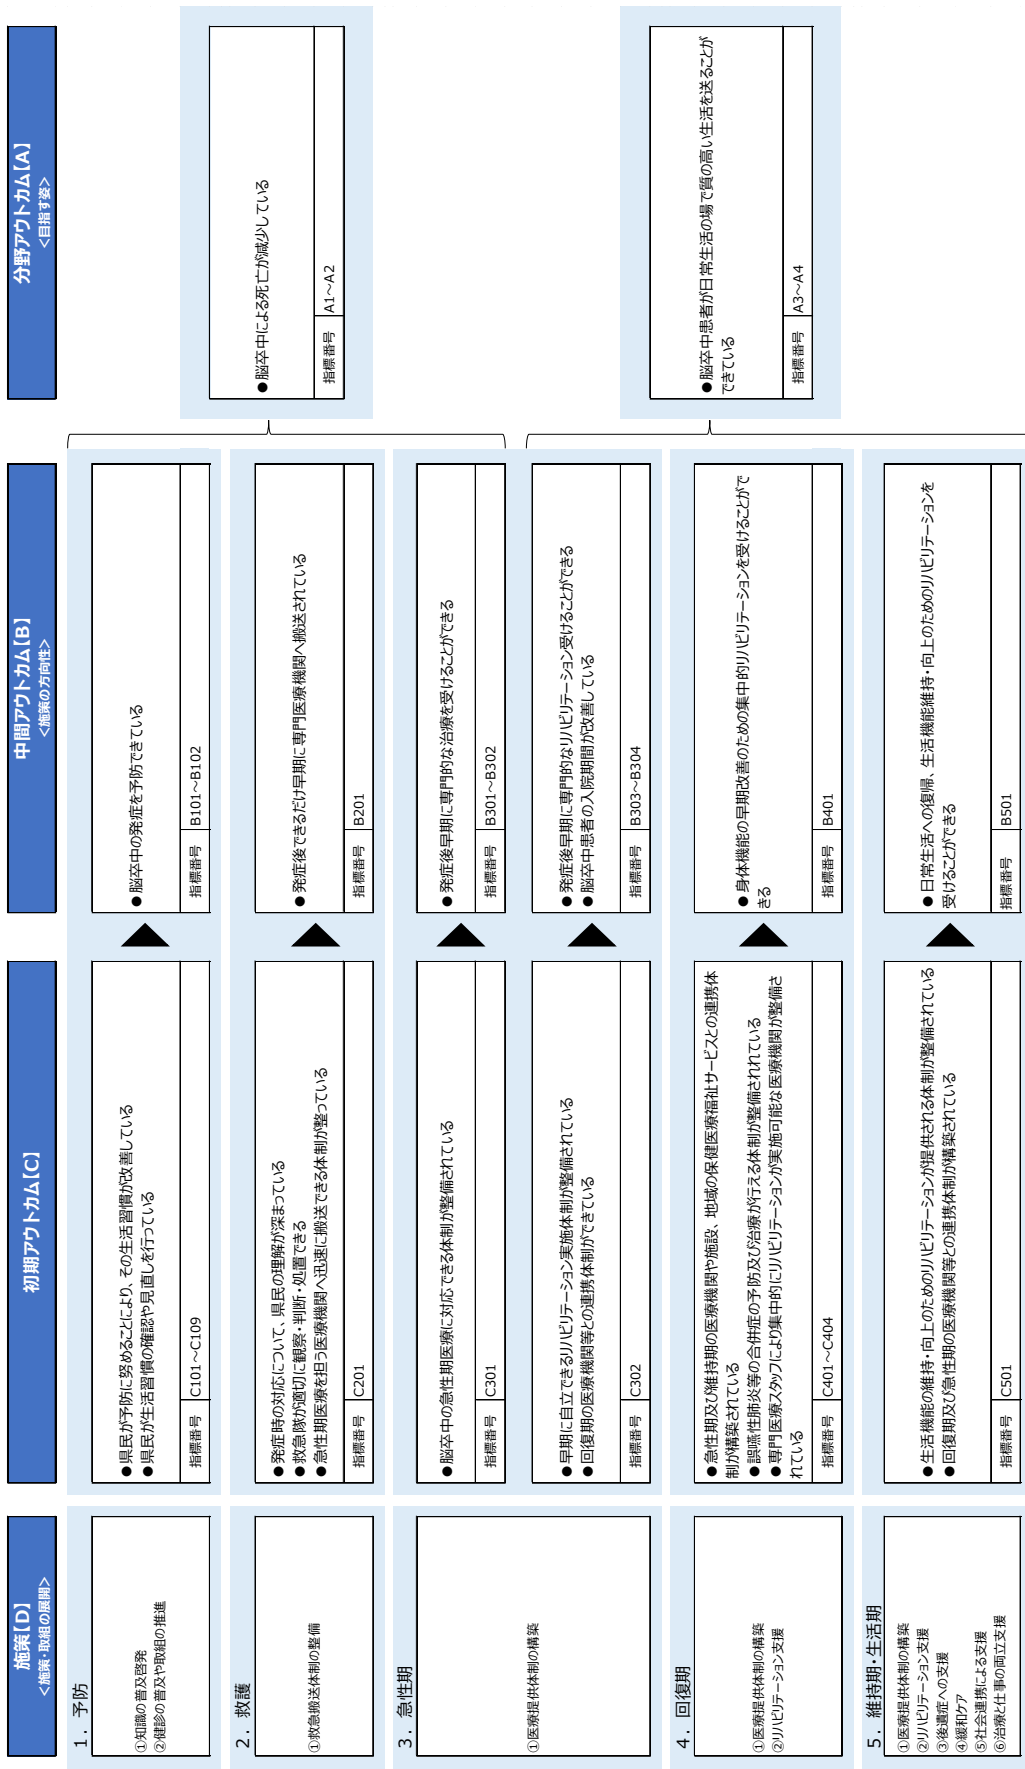 施策【D】
＜施策・取組の展開＞
初期アウトカム【C】
中間アウトカム【B】
＜施策の方向性＞
分野アウトカム【A】
＜目指す姿＞
１．予防
①知識の普及啓発
②健診の普及や取組の推進
●県民が予防に努めることにより、その生活習慣が改善している
●県民が生活習慣の確認や見直しを行っている
指標番号 C101～C109
●脳卒中の発症を予防できている
指標番号 B101～B102
２．救護
①救急搬送体制の整備
●発症時の対応について、県民の理解が深まっている
●救急隊が適切に観察・判断・処置できる
●急性期医療を担う医療機関へ迅速に搬送できる体制が整っている
指標番号 C201
●発症後できるだけ早期に専門医療機関へ搬送されている
指標番号 B201
●脳卒中による死亡が減少している
指標番号 A1～A2
３．急性期
①医療提供体制の構築
●脳卒中の急性期医療に対応できる体制が整備されている
指標番号 C301
●発症後早期に専門的な治療を受けることができる
指標番号 B301～B302
●早期に自立できるリハビリテーション実施体制が整備されている
●回復期の医療機関等との連携体制ができている
指標番号 C302
●発症後早期に専門的なリハビリテーション受けることができる
●脳卒中患者の入院期間が改善している
指標番号 B303～B304
４．回復期
①医療提供体制の構築
②リハビリテーション支援
●急性期及び維持期の医療機関や施設、地域の保健医療福祉サービスとの連携体
制が構築されている
●誤嚥性肺炎等の合併症の予防及び治療が行える体制が整備されれている
●専門医療スタッフにより集中的にリハビリテーションが実施可能な医療機関が整備さ
れている
指標番号 C401～C404
●身体機能の早期改善のための集中的リハビリテーションを受けることがで
きる
指標番号 B401
●脳卒中患者が日常生活の場で質の高い生活を送ることが
できている
指標番号 A3～A4
５．維持期・生活期
①医療提供体制の構築
②リハビリテーション支援
③後遺症への支援
④緩和ケア
⑤社会連携による支援
⑥治療と仕事の両立支援
●生活機能の維持・向上のためのリハビリテーションが提供される体制が整備されている
●回復期及び急性期の医療機関等との連携体制が構築されている
指標番号 C501
●日常生活への復帰、生活機能維持・向上のためのリハビリテーションを
受けることができる
指標番号 B501